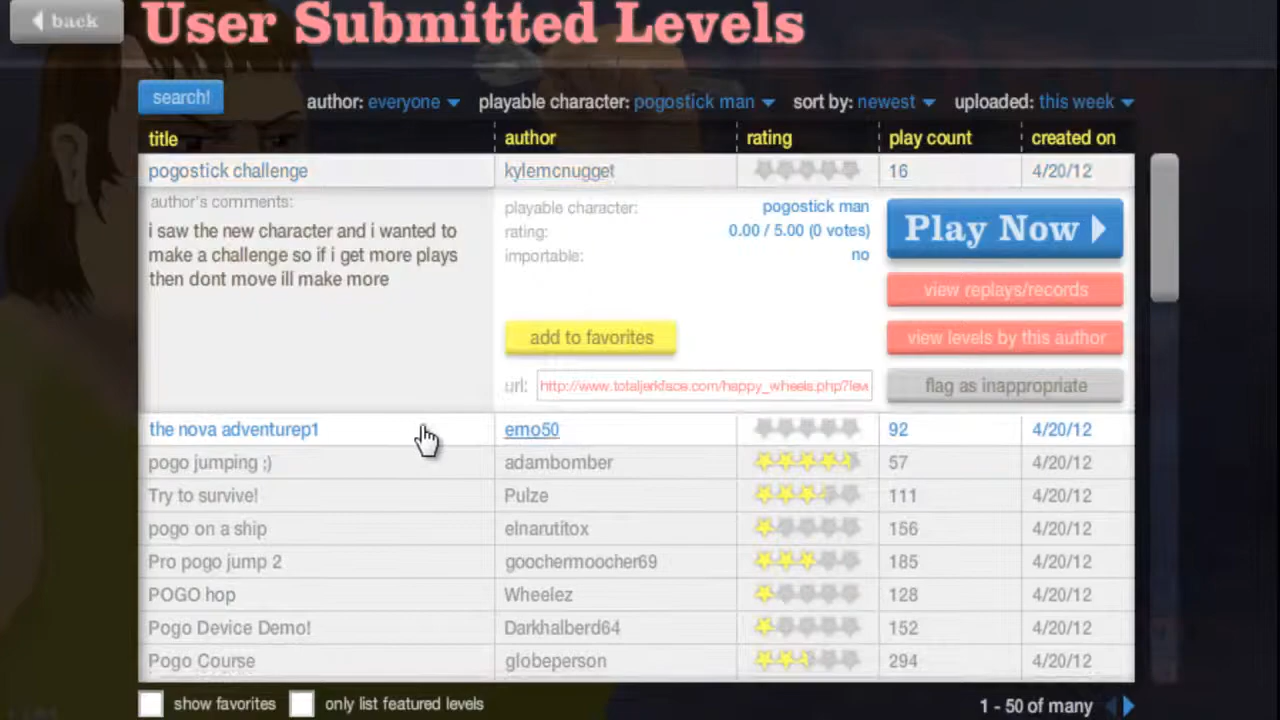 back
User Submitted Levels
search!
author: everyone
playable character: pogostick man
sort by: newest
uploaded: this week
title
author
rating
play count
created on
pogostick challenge
kylemcnugget
16
4/20/12
author's comments:
i saw the new character and i wanted to
make a challenge so if i get more plays
then dont move ill make more
playable character: pogostick man
rating: 0.00 / 5.00 (0 votes)
importable: no
add to favorites
url: http://www.totaljerkface.com/happy_wheels.php?lev
Play Now
view replays/records
view levels by this author
flag as inappropriate
the nova adventurep1 emo50 92 4/20/12
pogo jumping ;) adambomber 57 4/20/12
Try to survive! Pulze 111 4/20/12
pogo on a ship elnarutitox 156 4/20/12
Pro pogo jump 2 goochermoocher69 185 4/20/12
POGO hop Wheelez 128 4/20/12
Pogo Device Demo! Darkhalberd64 152 4/20/12
Pogo Course globeperson 294 4/20/12
show favorites
only list featured levels
1 - 50 of many